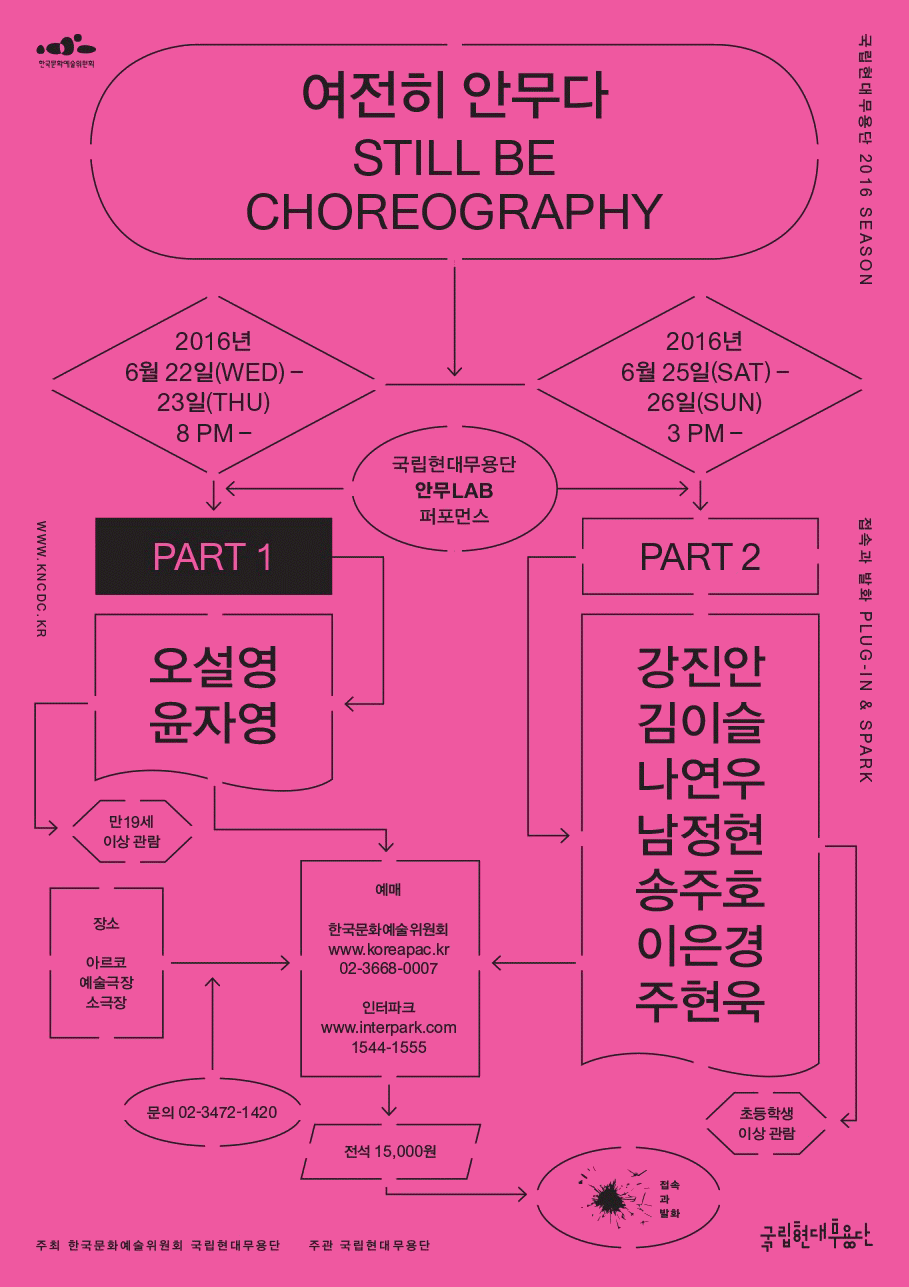 한국문화예술위원회
국립현대무용단 2016 SEASON
여전히 안무다
STILL BE
CHOREOGRAPHY
2016년
6월 22일(WED) –
23일(THU)
8 PM –
2016년
6월 25일(SAT) –
26일(SUN)
3 PM –
국립현대무용단
안무LAB
퍼포먼스
WWW.KNCDC.KR
접속과 발화 PLUG-IN & SPARK
PART 1
오설영
윤자영
만19세
이상 관람
PART 2
강진안
김이슬
나연우
남정현
송주호
이은경
주현욱
초등학생
이상 관람
장소
아르코
예술극장
소극장
예매
한국문화예술위원회
www.koreapac.kr
02-3668-0007
인터파크
www.interpark.com
1544-1555
문의 02-3472-1420
전석 15,000원
접속
과
발화
주최 한국문화예술위원회 국립현대무용단 주관 국립현대무용단
국립현대무용단